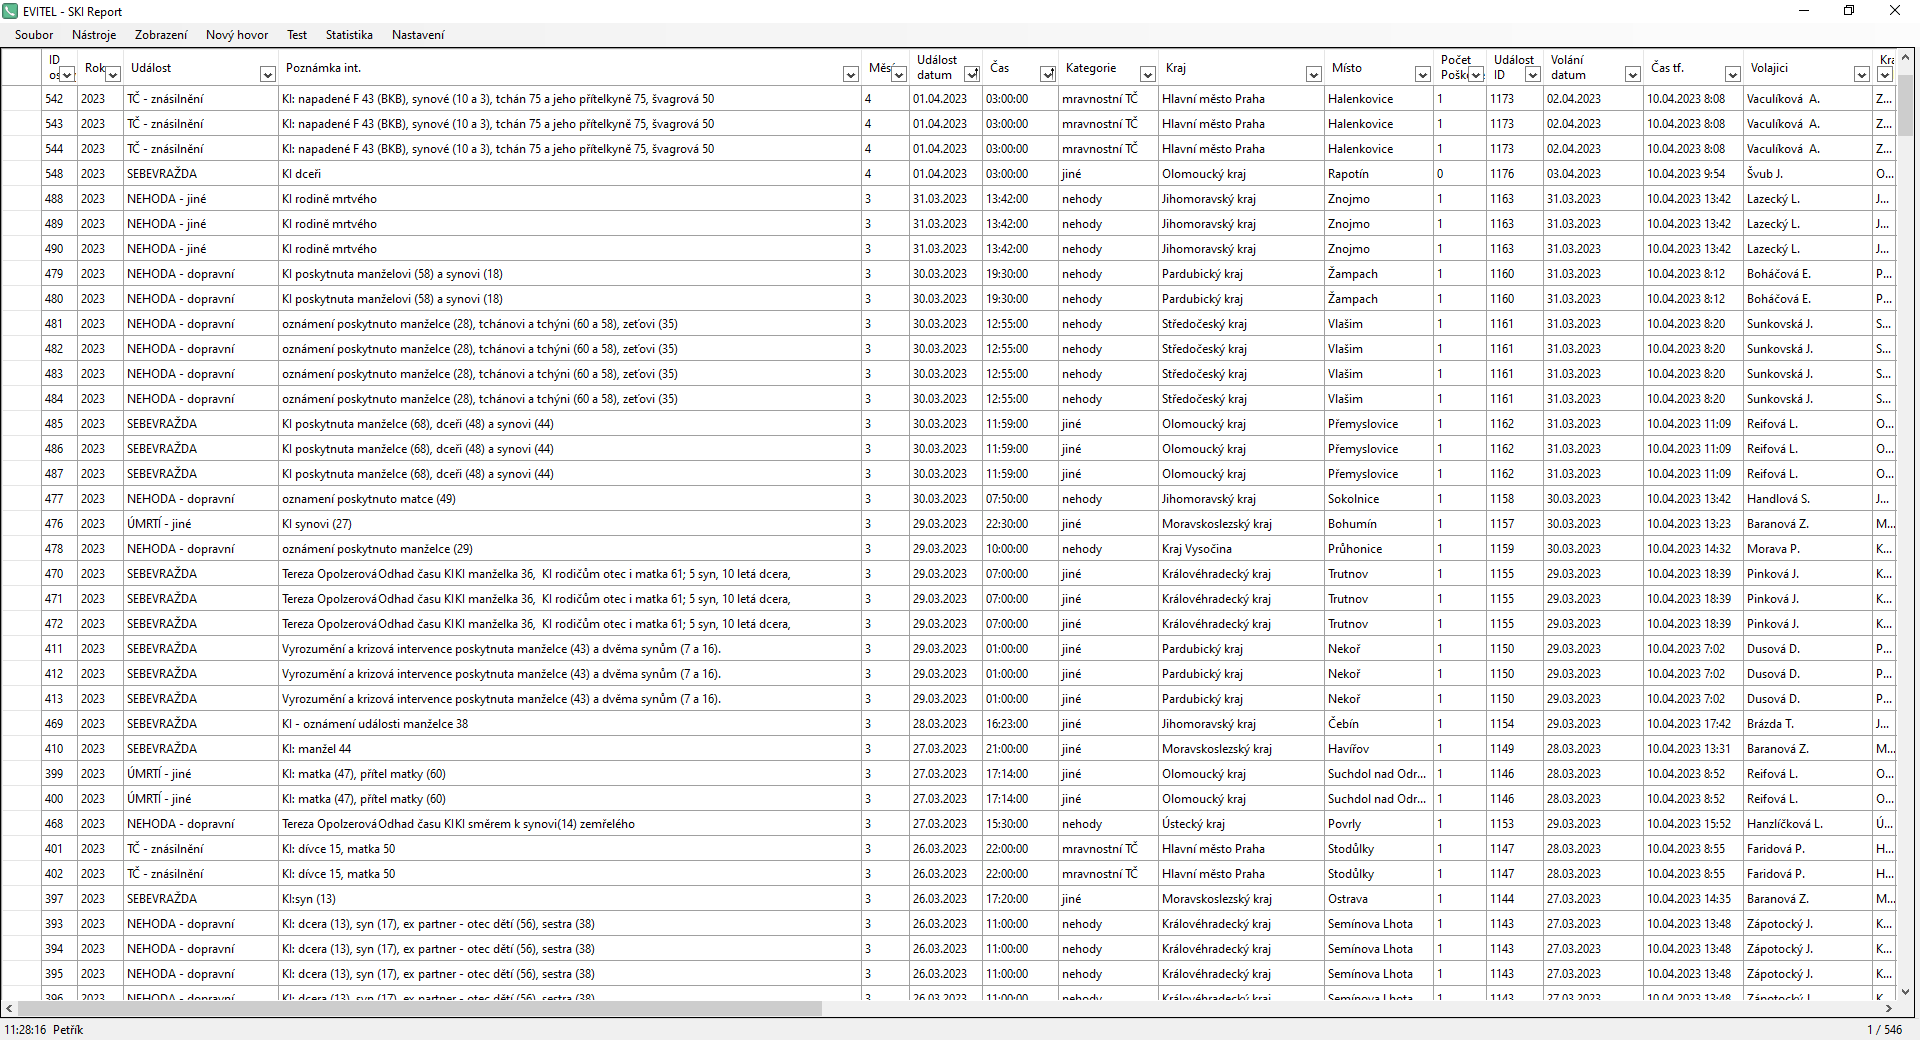 EVITEL - SKI Report
Soubor Nástroje Zobrazení Nový hovor Test Statistika Nastavení
ID Rok Událost Poznámka int. Měs Událost datum Čas Kategorie Kraj Místo Počet Událost ID Volání datum Čas tř. Volajici
542 2023 TČ - znásilnění KI: napadené F 43 (BKB), synové (10 a 3), tchán 75 a jeho přítelkyně 75, švagrová 50 4 01.04.2023 03:00:00 mravnostní TČ Hlavní město Praha Halenkovice 1 1173 02.04.2023 10.04.2023 8:08 Vaculíková A. Z...
543 2023 TČ - znásilnění KI: napadené F 43 (BKB), synové (10 a 3), tchán 75 a jeho přítelkyně 75, švagrová 50 4 01.04.2023 03:00:00 mravnostní TČ Hlavní město Praha Halenkovice 1 1173 02.04.2023 10.04.2023 8:08 Vaculíková A. Z...
544 2023 TČ - znásilnění KI: napadené F 43 (BKB), synové (10 a 3), tchán 75 a jeho přítelkyně 75, švagrová 50 4 01.04.2023 03:00:00 mravnostní TČ Hlavní město Praha Halenkovice 1 1173 02.04.2023 10.04.2023 8:08 Vaculíková A. Z...
548 2023 SEBEVRAŽDA KI dceři 4 01.04.2023 03:00:00 jiné Olomoucký kraj Rapotín 0 1176 03.04.2023 10.04.2023 9:54 Švub J. O...
488 2023 NEHODA - jiné KI rodině mrtvého 3 31.03.2023 13:42:00 nehody Jihomoravský kraj Znojmo 1 1163 31.03.2023 10.04.2023 13:42 Lazecký L. J...
489 2023 NEHODA - jiné KI rodině mrtvého 3 31.03.2023 13:42:00 nehody Jihomoravský kraj Znojmo 1 1163 31.03.2023 10.04.2023 13:42 Lazecký L. J...
490 2023 NEHODA - jiné KI rodině mrtvého 3 31.03.2023 13:42:00 nehody Jihomoravský kraj Znojmo 1 1163 31.03.2023 10.04.2023 13:42 Lazecký L. J...
479 2023 NEHODA - dopravní KI poskytnuta manželovi (58) a synovi (18) 3 30.03.2023 19:30:00 nehody Pardubický kraj Žampach 1 1160 31.03.2023 10.04.2023 8:12 Boháčová E. P...
480 2023 NEHODA - dopravní KI poskytnuta manželovi (58) a synovi (18) 3 30.03.2023 19:30:00 nehody Pardubický kraj Žampach 1 1160 31.03.2023 10.04.2023 8:12 Boháčová E. P...
481 2023 NEHODA - dopravní oznámení poskytnuto manželce (28), tchánovi a tchýni (60 a 58), zeťovi (35) 3 30.03.2023 12:55:00 nehody Středočeský kraj Vlašim 1 1161 31.03.2023 10.04.2023 8:20 Sunkovská J. S...
482 2023 NEHODA - dopravní oznámení poskytnuto manželce (28), tchánovi a tchýni (60 a 58), zeťovi (35) 3 30.03.2023 12:55:00 nehody Středočeský kraj Vlašim 1 1161 31.03.2023 10.04.2023 8:20 Sunkovská J. S...
483 2023 NEHODA - dopravní oznámení poskytnuto manželce (28), tchánovi a tchýni (60 a 58), zeťovi (35) 3 30.03.2023 12:55:00 nehody Středočeský kraj Vlašim 1 1161 31.03.2023 10.04.2023 8:20 Sunkovská J. S...
484 2023 NEHODA - dopravní oznámení poskytnuto manželce (28), tchánovi a tchýni (60 a 58), zeťovi (35) 3 30.03.2023 12:55:00 nehody Středočeský kraj Vlašim 1 1161 31.03.2023 10.04.2023 8:20 Sunkovská J. S...
485 2023 SEBEVRAŽDA KI poskytnuta manželce (68), dceři (48) a synovi (44) 3 30.03.2023 11:59:00 jiné Olomoucký kraj Přemyslovice 1 1162 31.03.2023 10.04.2023 11:09 Reifová L. O...
486 2023 SEBEVRAŽDA KI poskytnuta manželce (68), dceři (48) a synovi (44) 3 30.03.2023 11:59:00 jiné Olomoucký kraj Přemyslovice 1 1162 31.03.2023 10.04.2023 11:09 Reifová L. O...
487 2023 SEBEVRAŽDA KI poskytnuta manželce (68), dceři (48) a synovi (44) 3 30.03.2023 11:59:00 jiné Olomoucký kraj Přemyslovice 1 1162 31.03.2023 10.04.2023 11:09 Reifová L. O...
477 2023 NEHODA - dopravní oznamení poskytnuto matce (49) 3 30.03.2023 07:50:00 nehody Jihomoravský kraj Sokolnice 1 1158 30.03.2023 10.04.2023 13:42 Handlová S. J...
476 2023 ÚMRTÍ - jiné KI synovi (27) 3 29.03.2023 22:30:00 jiné Moravskoslezský kraj Bohumín 1 1157 30.03.2023 10.04.2023 13:23 Baranová Z. M...
478 2023 NEHODA - dopravní oznámení poskytnuto manželce (29) 3 29.03.2023 10:00:00 nehody Kraj Vysočina Průhonice 1 1159 30.03.2023 10.04.2023 14:32 Morava P. K...
470 2023 SEBEVRAŽDA Tereza OpolzerováOdhad času KIKI manželka 36, KI rodičům otec i matka 61; 5 syn, 10 letá dcera, 3 29.03.2023 07:00:00 jiné Královéhradecký kraj Trutnov 1 1155 29.03.2023 10.04.2023 18:39 Pinková J. K...
471 2023 SEBEVRAŽDA Tereza OpolzerováOdhad času KIKI manželka 36, KI rodičům otec i matka 61; 5 syn, 10 letá dcera, 3 29.03.2023 07:00:00 jiné Královéhradecký kraj Trutnov 1 1155 29.03.2023 10.04.2023 18:39 Pinková J. K...
472 2023 SEBEVRAŽDA Tereza OpolzerováOdhad času KIKI manželka 36, KI rodičům otec i matka 61; 5 syn, 10 letá dcera, 3 29.03.2023 07:00:00 jiné Královéhradecký kraj Trutnov 1 1155 29.03.2023 10.04.2023 18:39 Pinková J. K...
411 2023 SEBEVRAŽDA Vyrozumění a krizová intervence poskytnuta manželce (43) a dvěma synům (7 a 16). 3 29.03.2023 01:00:00 jiné Pardubický kraj Nekoř 1 1150 29.03.2023 10.04.2023 7:02 Dusová D. P...
412 2023 SEBEVRAŽDA Vyrozumění a krizová intervence poskytnuta manželce (43) a dvěma synům (7 a 16). 3 29.03.2023 01:00:00 jiné Pardubický kraj Nekoř 1 1150 29.03.2023 10.04.2023 7:02 Dusová D. P...
413 2023 SEBEVRAŽDA Vyrozumění a krizová intervence poskytnuta manželce (43) a dvěma synům (7 a 16). 3 29.03.2023 01:00:00 jiné Pardubický kraj Nekoř 1 1150 29.03.2023 10.04.2023 7:02 Dusová D. P...
469 2023 SEBEVRAŽDA KI - oznámení události manželce 38 3 28.03.2023 16:23:00 jiné Jihomoravský kraj Čebín 1 1154 29.03.2023 10.04.2023 17:42 Brázda T. J...
410 2023 SEBEVRAŽDA KI: manžel 44 3 27.03.2023 21:00:00 jiné Moravskoslezský kraj Havířov 1 1149 28.03.2023 10.04.2023 13:31 Baranová Z. M...
399 2023 ÚMRTÍ - jiné KI: matka (47), přítel matky (60) 3 27.03.2023 17:14:00 jiné Olomoucký kraj Suchdol nad Odr... 1 1146 28.03.2023 10.04.2023 8:52 Reifová L. O...
400 2023 ÚMRTÍ - jiné KI: matka (47), přítel matky (60) 3 27.03.2023 17:14:00 jiné Olomoucký kraj Suchdol nad Odr... 1 1146 28.03.2023 10.04.2023 8:52 Reifová L. O...
468 2023 NEHODA - dopravní Tereza OpolzerováOdhad času KIKI směrem k synovi(14) zemřelého 3 27.03.2023 15:30:00 nehody Ústecký kraj Povrly 1 1153 29.03.2023 10.04.2023 15:52 Hanzlíčková L. Ú...
401 2023 TČ - znásilnění KI: dívce 15, matka 50 3 26.03.2023 22:00:00 mravnostní TČ Hlavní město Praha Stodůlky 1 1147 28.03.2023 10.04.2023 8:55 Faridová P. H...
402 2023 TČ - znásilnění KI: dívce 15, matka 50 3 26.03.2023 22:00:00 mravnostní TČ Hlavní město Praha Stodůlky 1 1147 28.03.2023 10.04.2023 8:55 Faridová P. H...
397 2023 SEBEVRAŽDA KI:syn (13) 3 26.03.2023 17:20:00 jiné Moravskoslezský kraj Ostrava 1 1144 27.03.2023 10.04.2023 14:35 Baranová Z. M...
393 2023 NEHODA - dopravní KI: dcera (13), syn (17), ex partner - otec dětí (56), sestra (38) 3 26.03.2023 11:00:00 nehody Královéhradecký kraj Semínova Lhota 1 1143 27.03.2023 10.04.2023 13:48 Zápotocký J. K...
394 2023 NEHODA - dopravní KI: dcera (13), syn (17), ex partner - otec dětí (56), sestra (38) 3 26.03.2023 11:00:00 nehody Královéhradecký kraj Semínova Lhota 1 1143 27.03.2023 10.04.2023 13:48 Zápotocký J. K...
395 2023 NEHODA - dopravní KI: dcera (13), syn (17), ex partner - otec dětí (56), sestra (38) 3 26.03.2023 11:00:00 nehody Královéhradecký kraj Semínova Lhota 1 1143 27.03.2023 10.04.2023 13:48 Zápotocký J. K...
396 2023 NEHODA - dopravní KI: dcera (13), syn (17), ex partner - otec dětí (56), sestra (38) 3 26.03.2023 11:00:00 nehody Královéhradecký kraj Semínova Lhota 1 1143 27.03.2023 10.04.2023 13:48 Zápotocký J. K...
11:28:16 Petřík 1 / 546